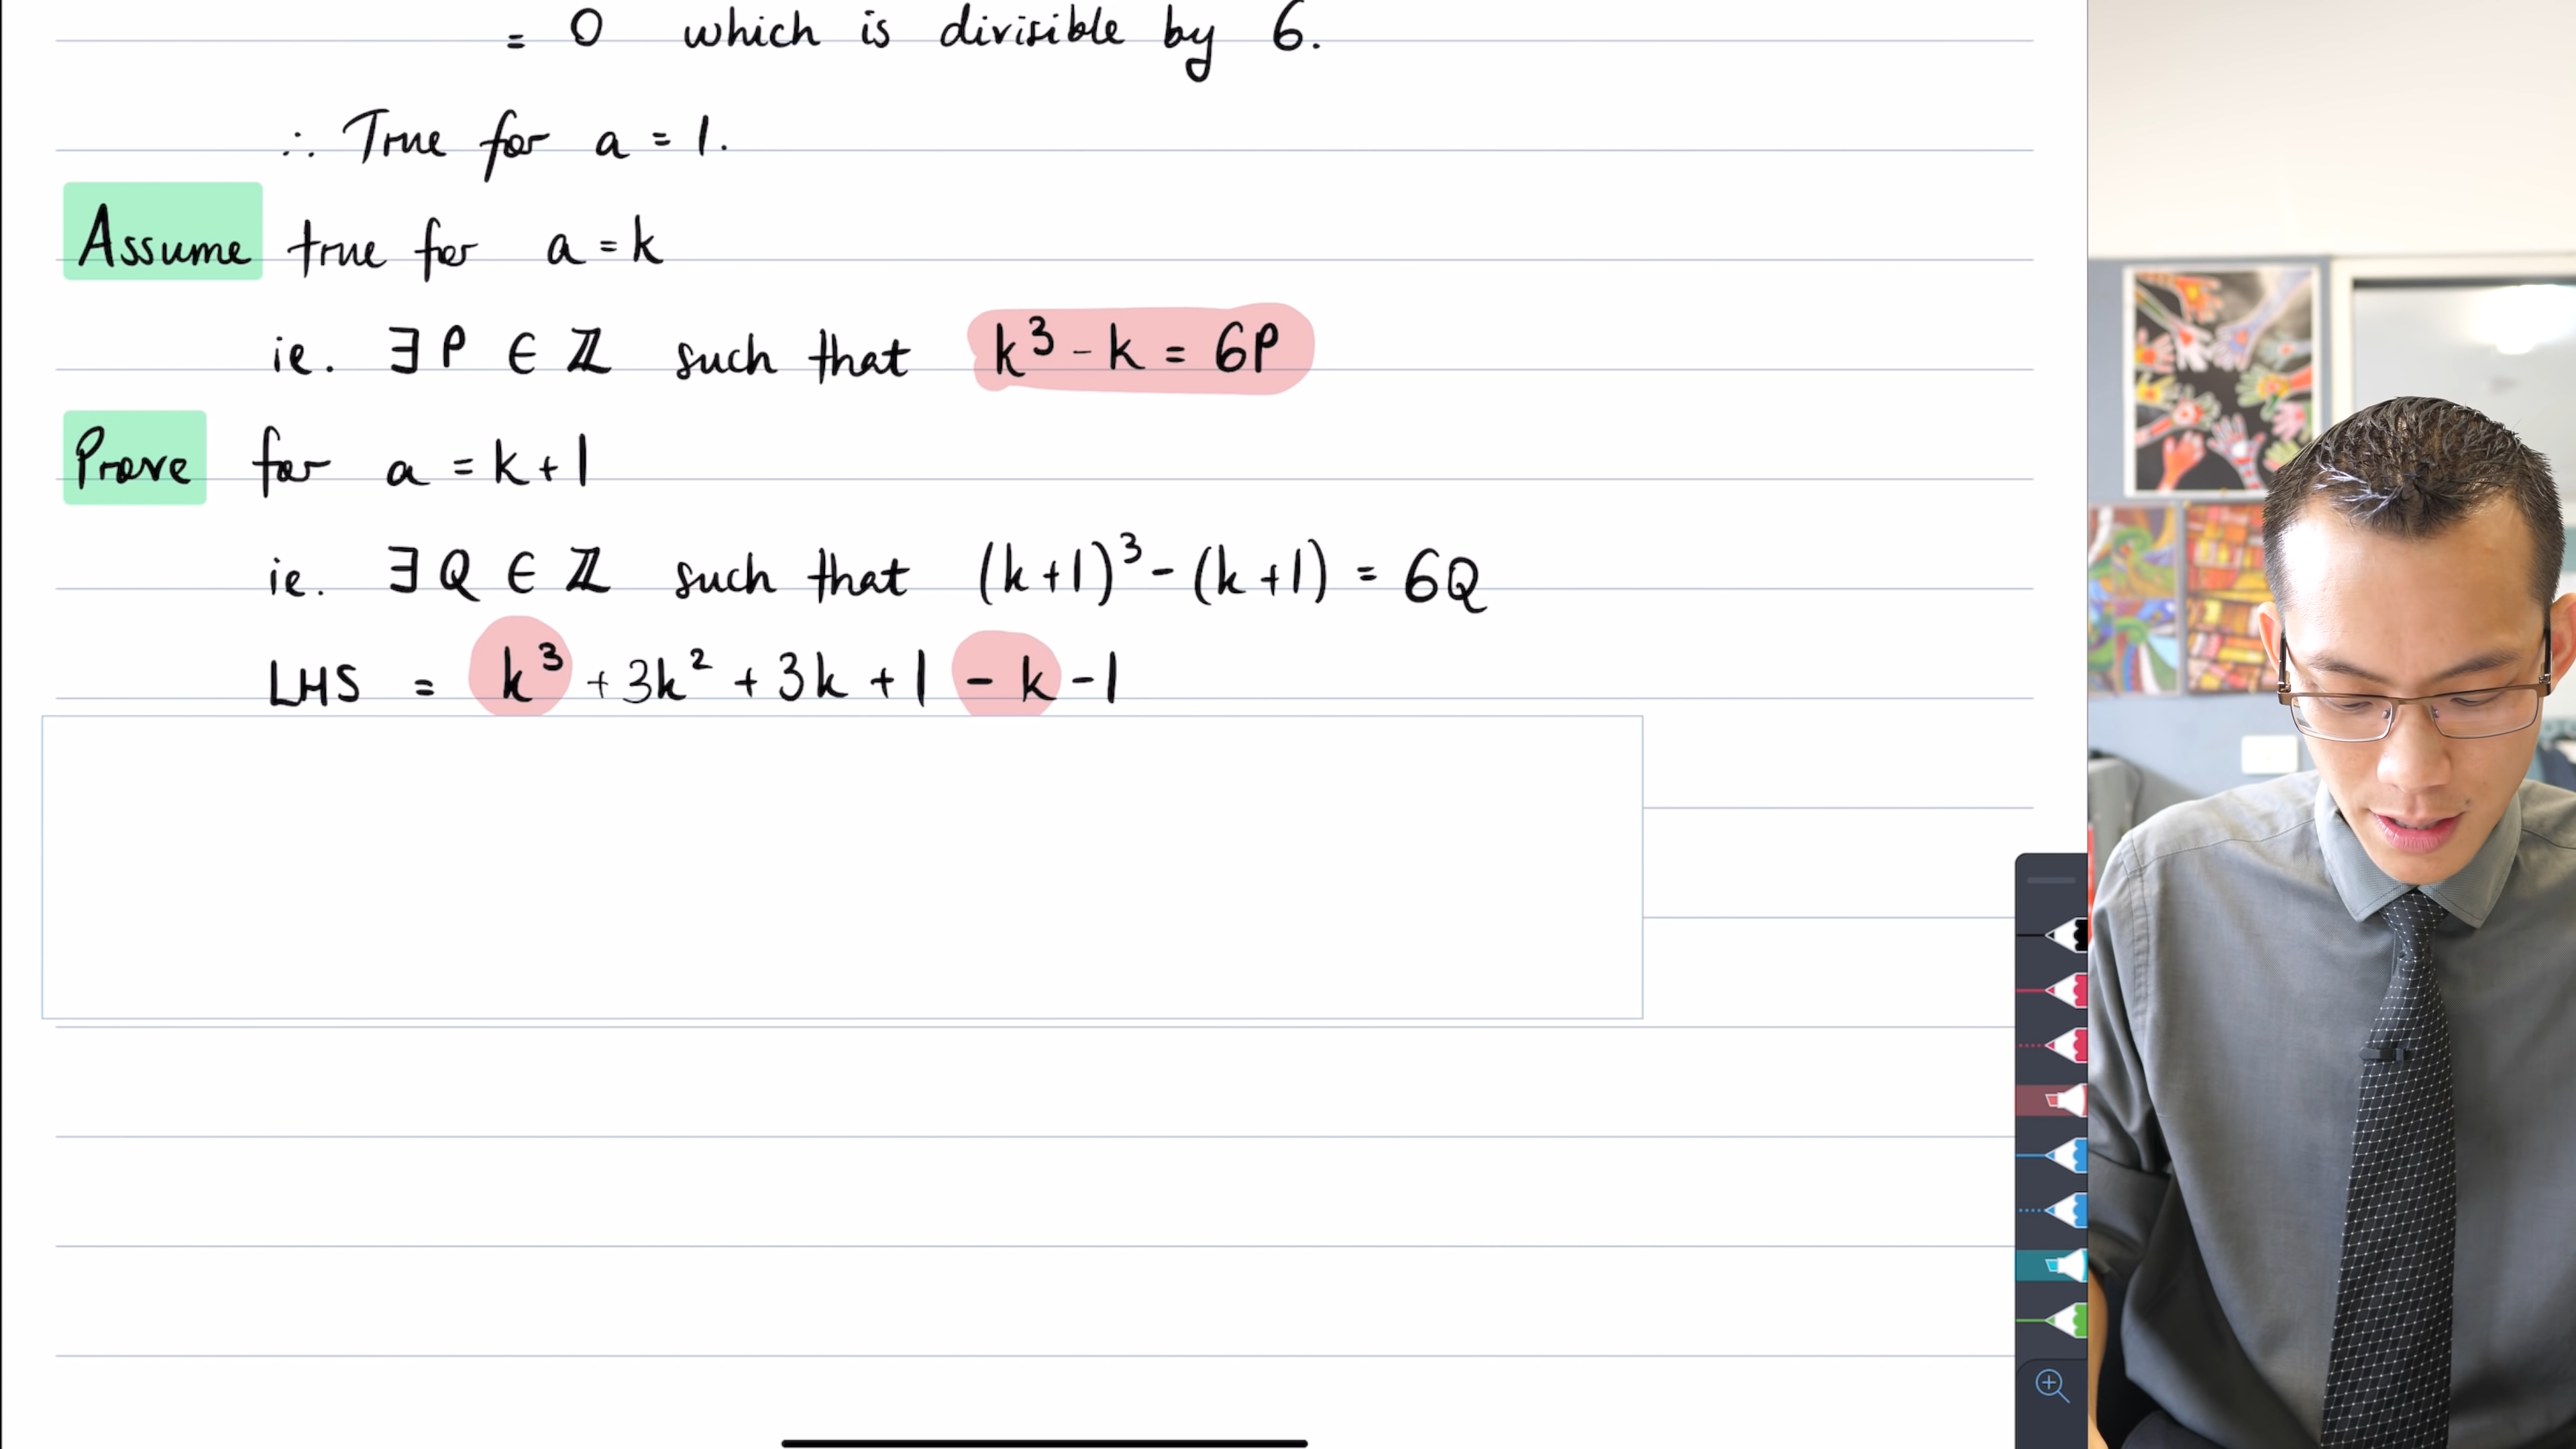 = 0 which is divisible by 6.
∴ True for a = 1.
Assume true for a = k
ie. ∃ P ∈ ℤ such that k³ - k = 6P
Prove for a = k + 1
ie. ∃ Q ∈ ℤ such that (k+1)³ - (k+1) = 6Q
LHS = k³ + 3k² + 3k + 1 - k - 1